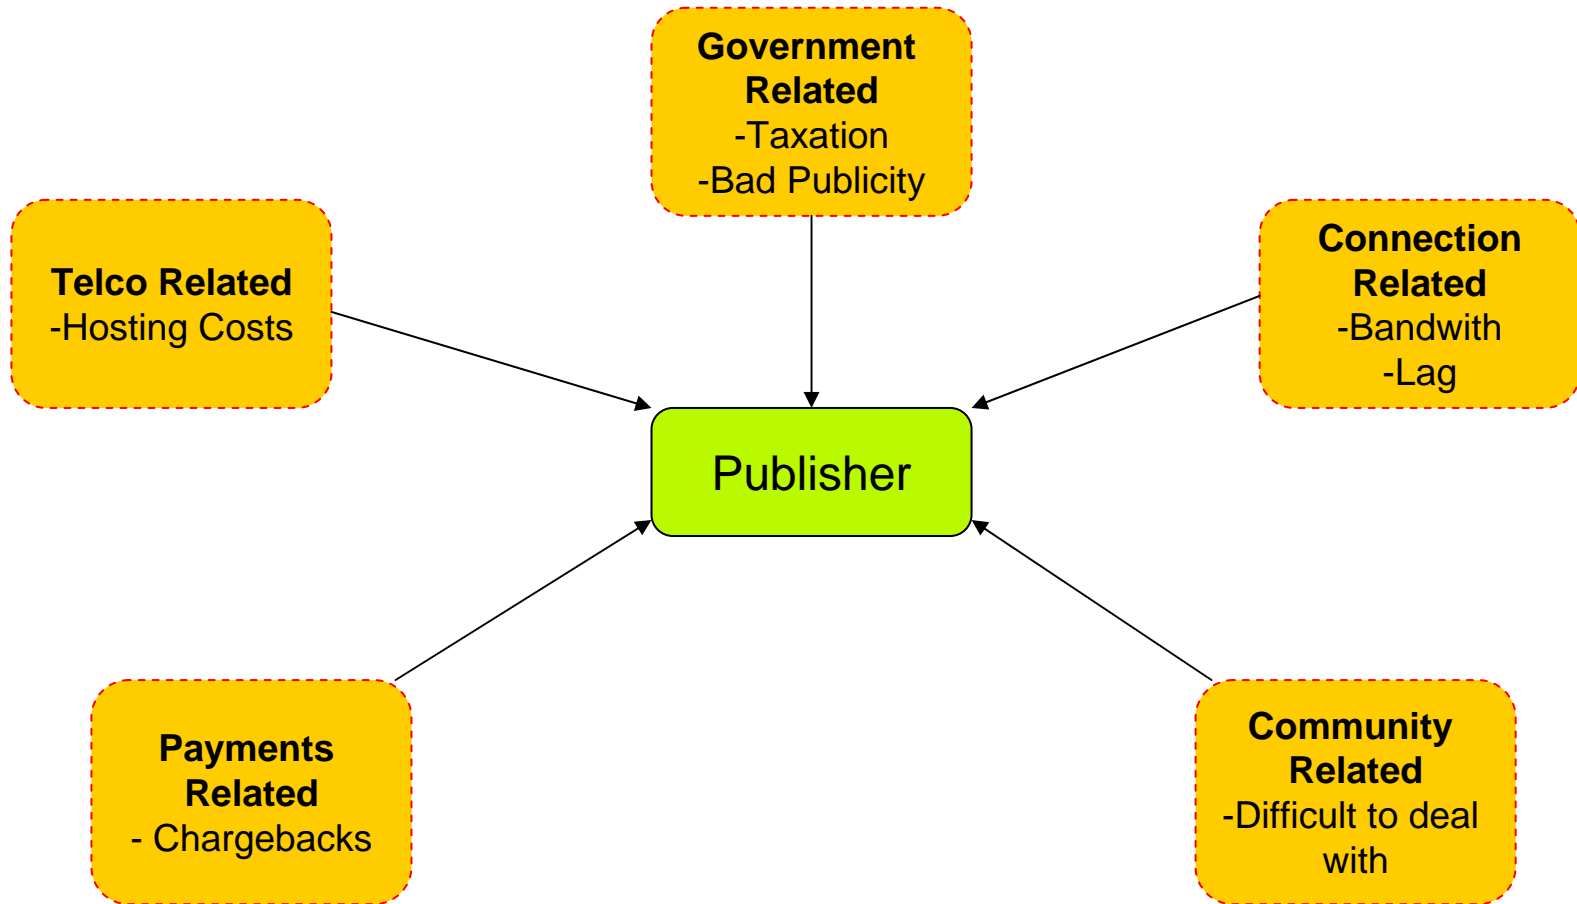 Government
Related
-Taxation
-Bad Publicity
Telco Related
-Hosting Costs
Connection
Related
-Bandwith
-Lag
Publisher
Payments
Related
- Chargebacks
Community
Related
-Difficult to deal
with